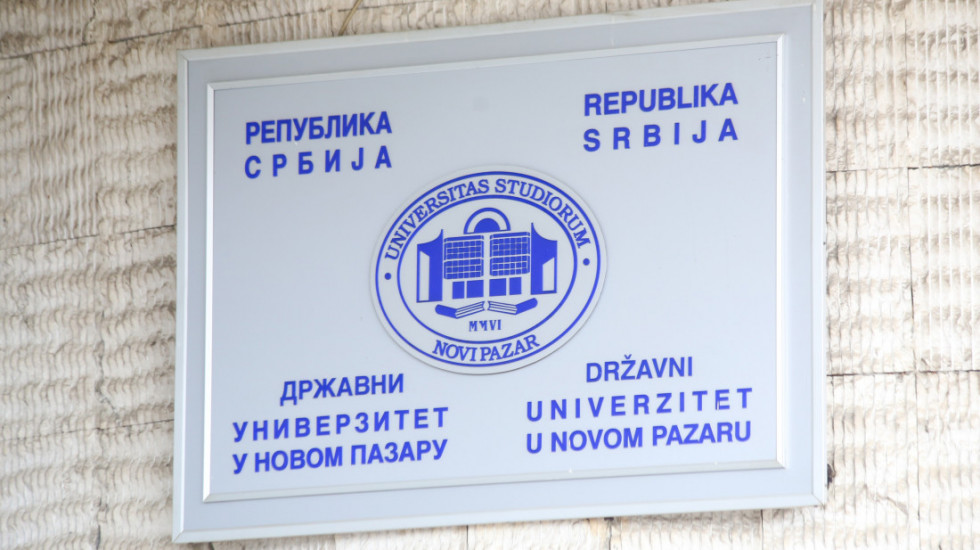 РЕПУБЛИКА
СРБИЈА
REPUBLIKA
SRBIJA
UNIVERSITAS STUDIORUM
MMVI
NOVI PAZAR
ДРЖАВНИ
УНИВЕРЗИТЕТ
У НОВОМ ПАЗАРУ
DRŽAVNI
UNIVERZITET
U NOVOM PAZARU